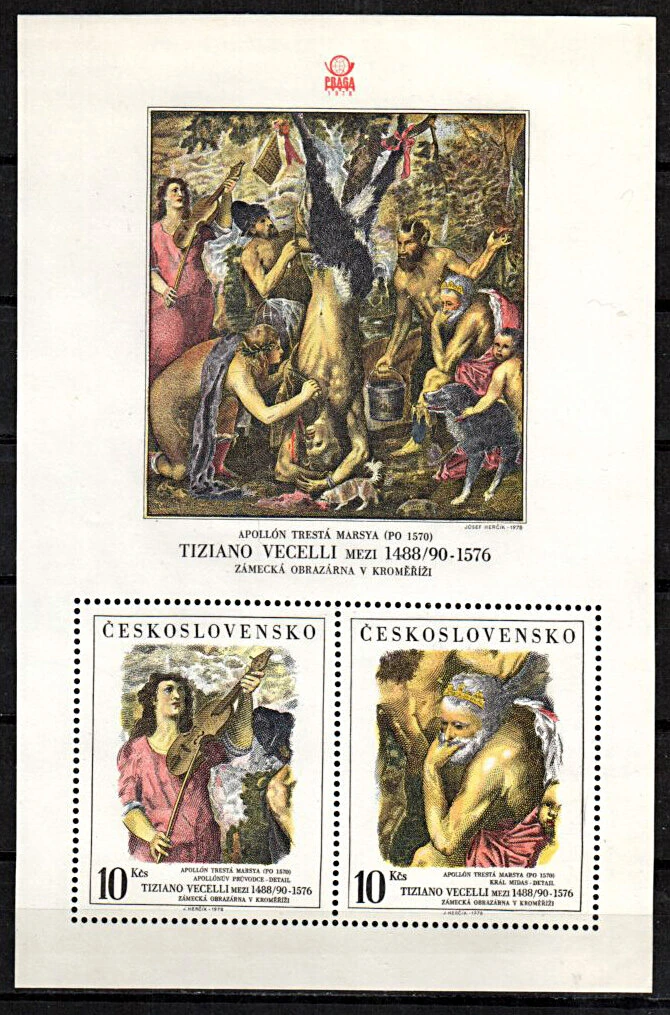 PRAGA
1978
JOSEF HERČÍK - 1978
APOLLÓN TRESTÁ MARSYA (PO 1570)
TIZIANO VECELLI MEZI 1488/90-1576
ZÁMECKÁ OBRAZÁRNA V KROMĚŘÍŽI
ČESKOSLOVENSKO
10 Kčs
APOLLÓN TRESTÁ MARSYA (PO 1570)
APOLLÓNŮV PRŮVODCE - DETAIL
TIZIANO VECELLI MEZI 1488/90-1576
ZÁMECKÁ OBRAZÁRNA V KROMĚŘÍŽI
J. HERČÍK - 1978
ČESKOSLOVENSKO
10 Kčs
APOLLÓN TRESTÁ MARSYA (PO 1570)
KRÁL MIDAS - DETAIL
TIZIANO VECELLI MEZI 1488/90-1576
ZÁMECKÁ OBRAZÁRNA V KROMĚŘÍŽI
J. HERČÍK - 1978